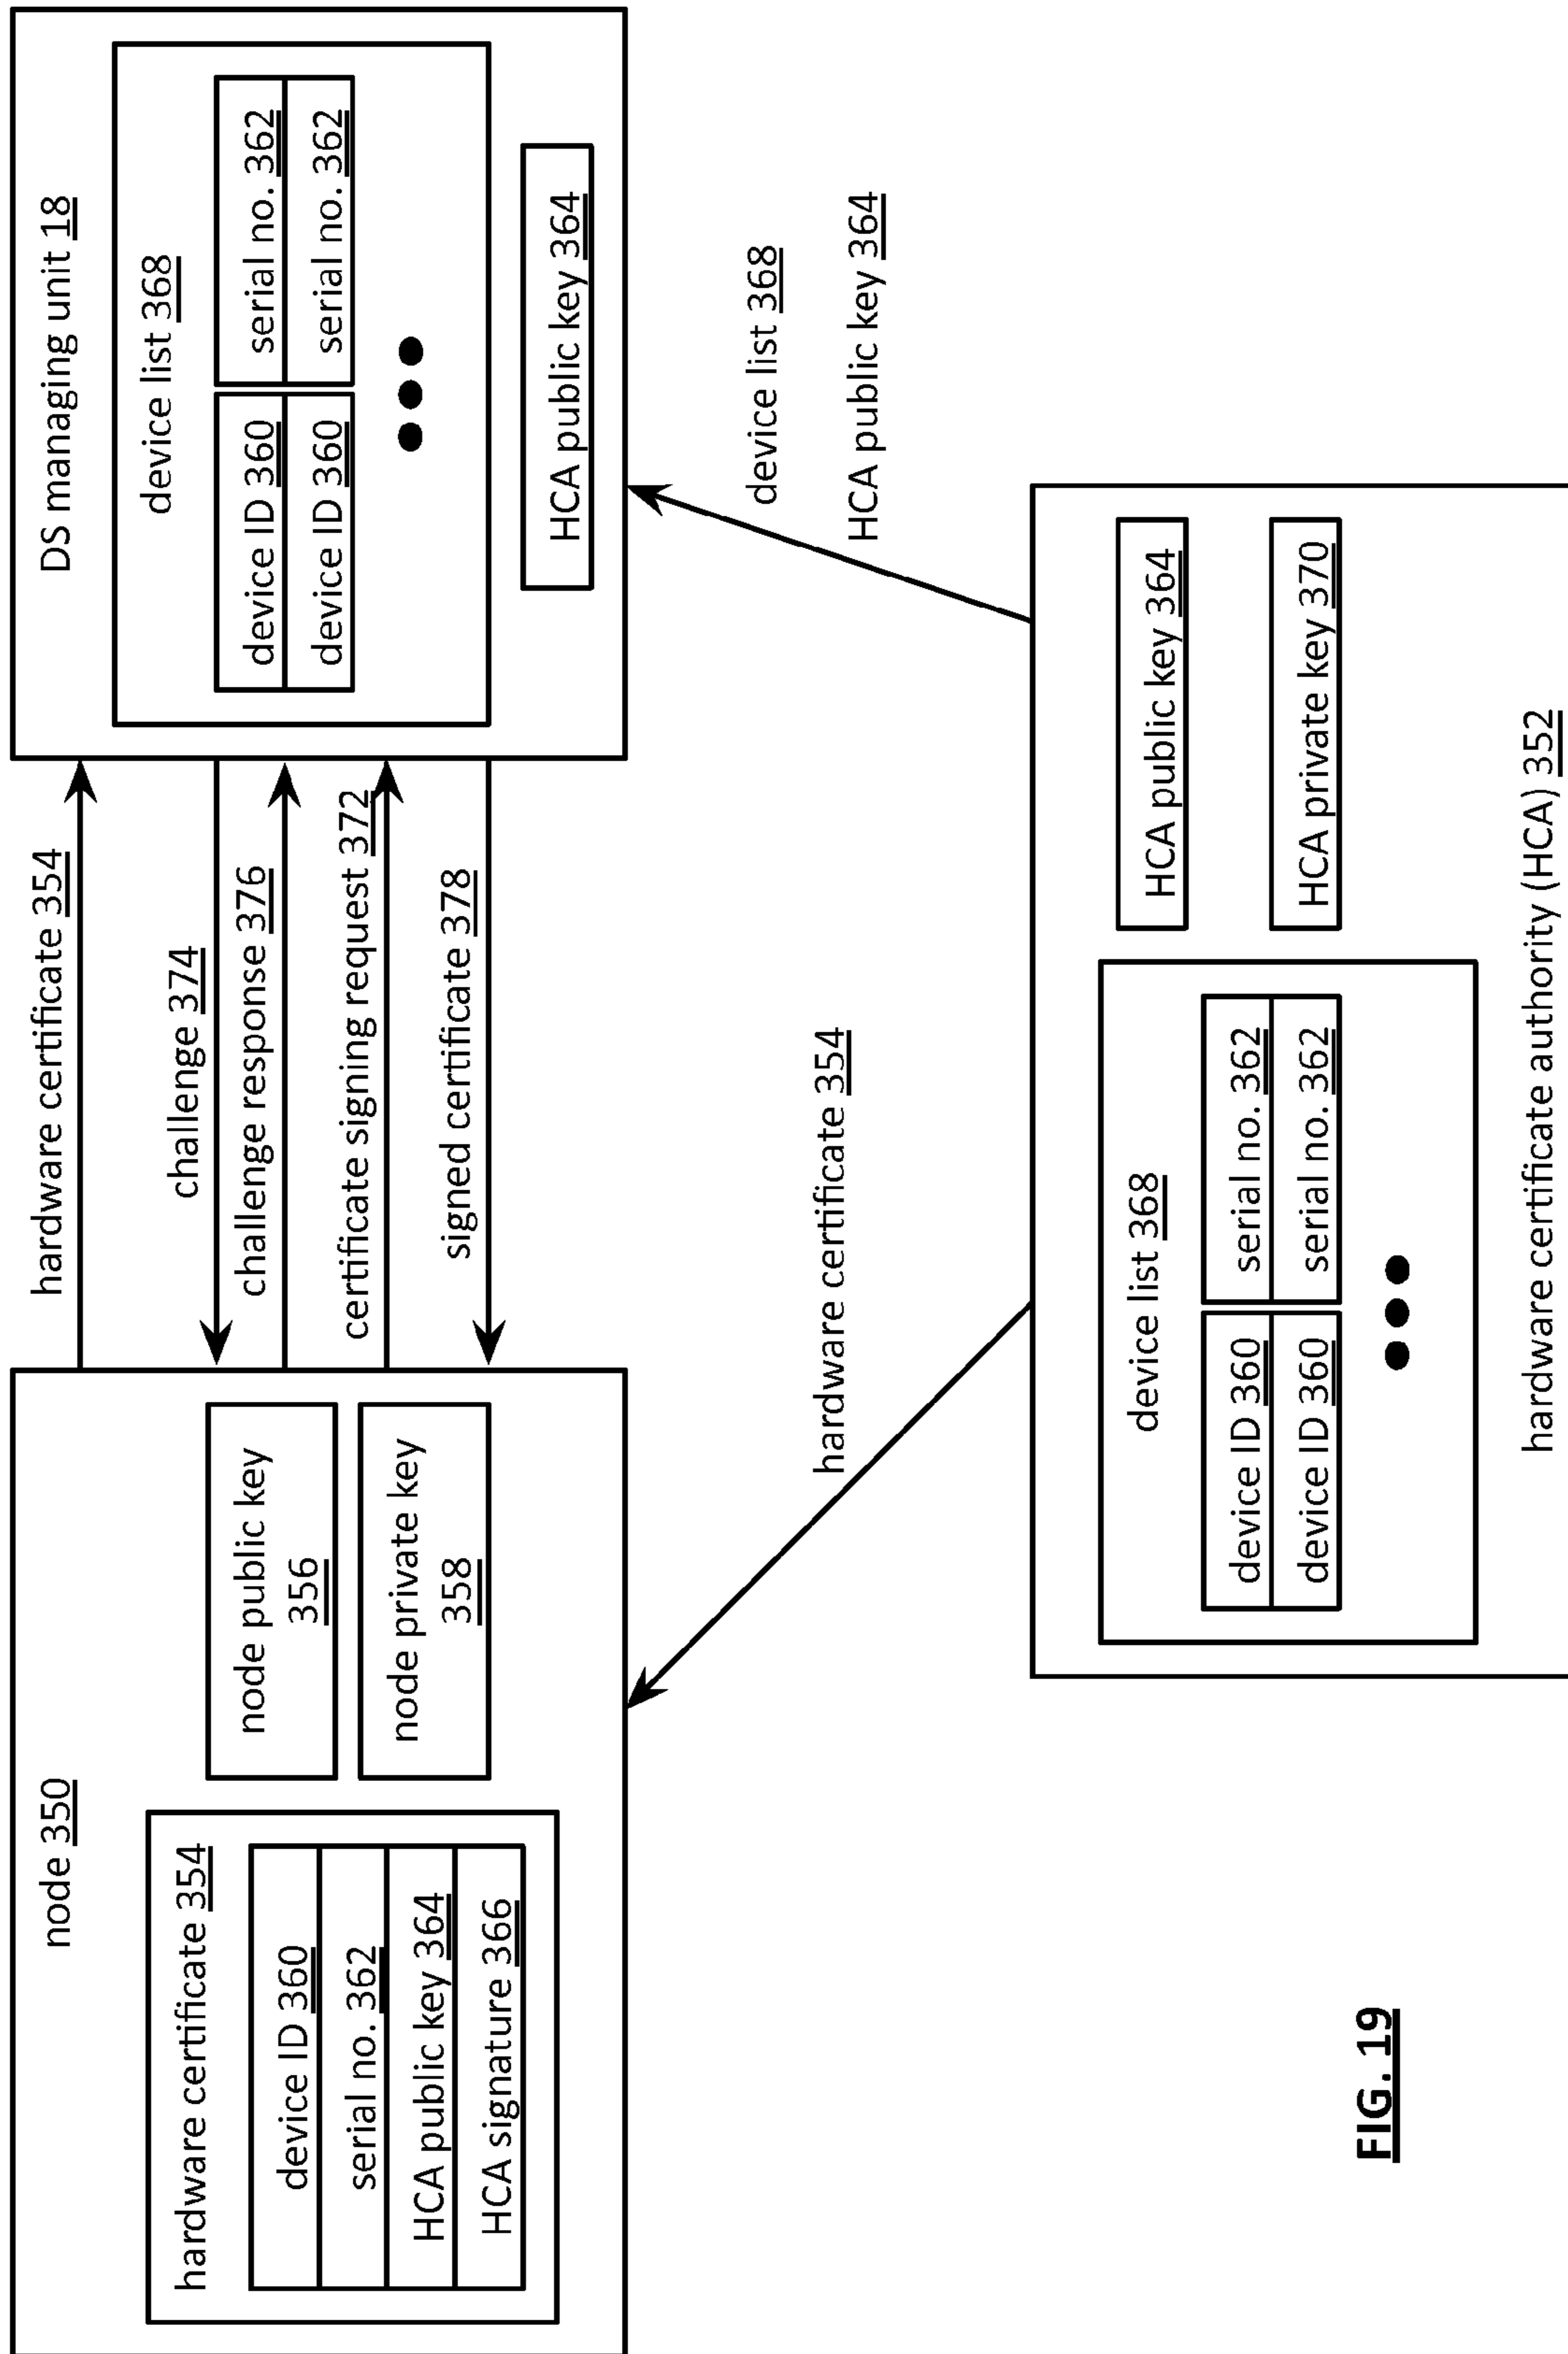 node 350
hardware certificate 354
device ID 360
serial no. 362
HCA public key 364
HCA signature 366
node public key
356
node private key
358
hardware certificate 354
challenge 374
challenge response 376
certificate signing request 372
signed certificate 378
DS managing unit 18
device list 368
device ID 360
serial no. 362
device ID 360
serial no. 362
HCA public key 364
hardware certificate 354
device list 368
HCA public key 364
device list 368
device ID 360
serial no. 362
device ID 360
serial no. 362
HCA public key 364
HCA private key 370
hardware certificate authority (HCA) 352
FIG. 19